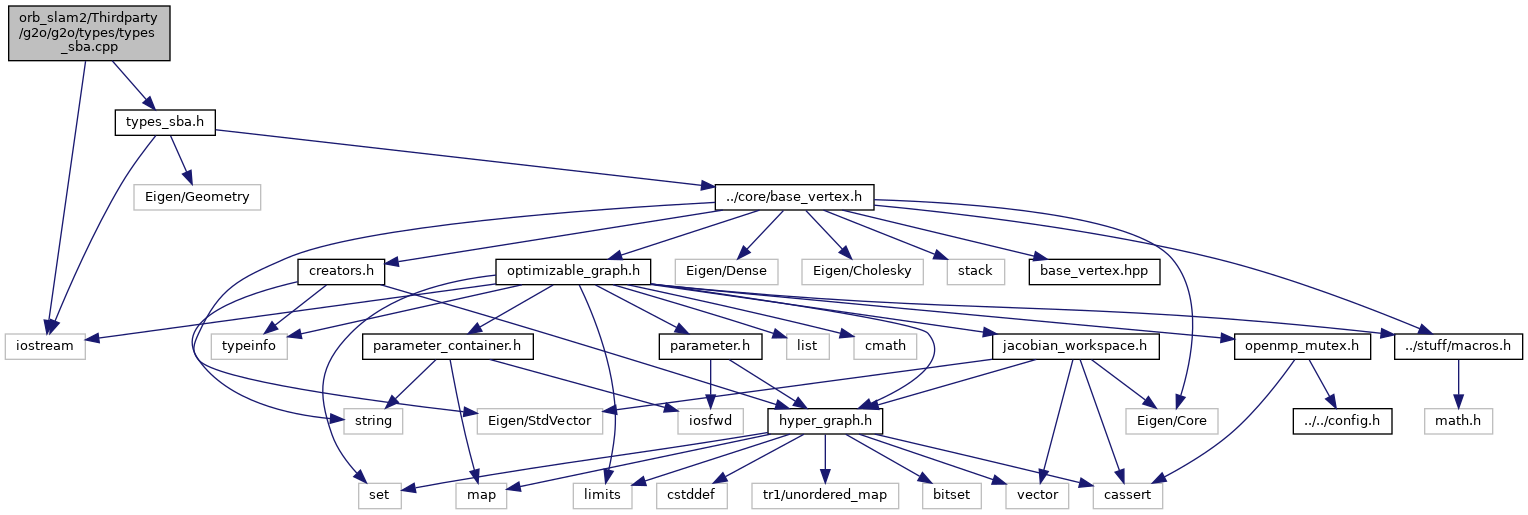 orb_slam2/Thirdparty
/g2o/g2o/types/types
_sba.cpp
types_sba.h
Eigen/Geometry
../core/base_vertex.h
creators.h
optimizable_graph.h
Eigen/Dense
Eigen/Cholesky
stack
base_vertex.hpp
iostream
typeinfo
parameter_container.h
parameter.h
list
cmath
jacobian_workspace.h
openmp_mutex.h
../stuff/macros.h
string
Eigen/StdVector
iosfwd
hyper_graph.h
Eigen/Core
../../config.h
math.h
set
map
limits
cstddef
tr1/unordered_map
bitset
vector
cassert